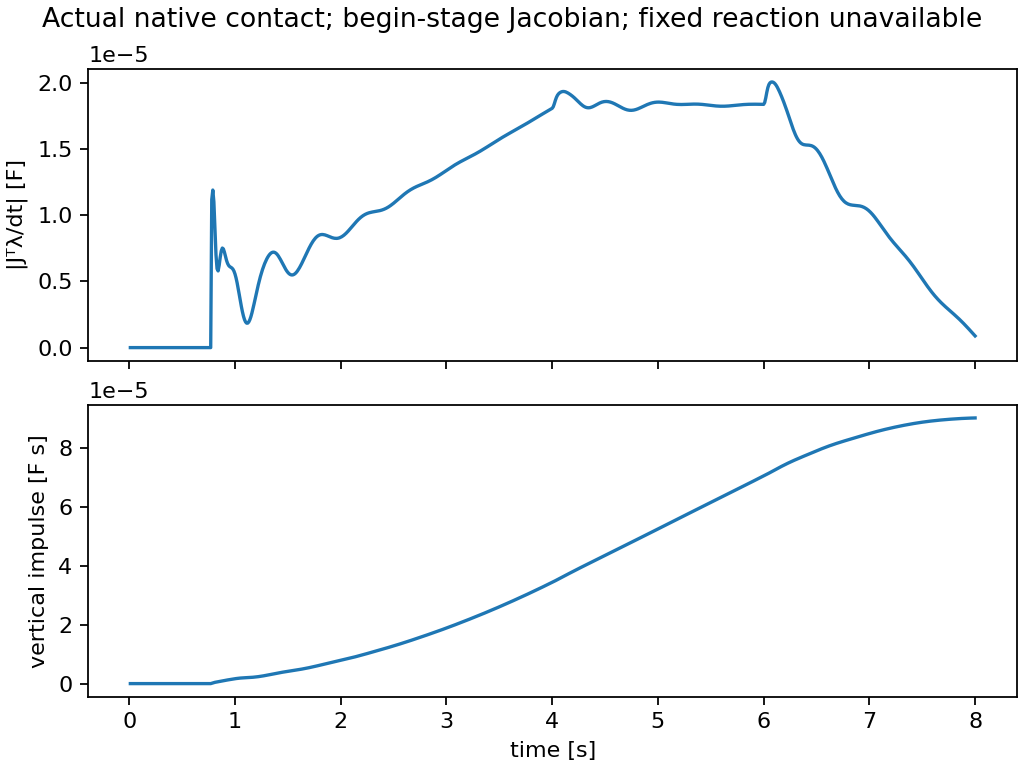 Actual native contact; begin-stage Jacobian; fixed reaction unavailable
1e−5
2.0
1.5
1.0
0.5
0.0
|Jᵀλ/dt| [F]
1e−5
8
6
4
2
0
vertical impulse [F s]
0 1 2 3 4 5 6 7 8
time [s]